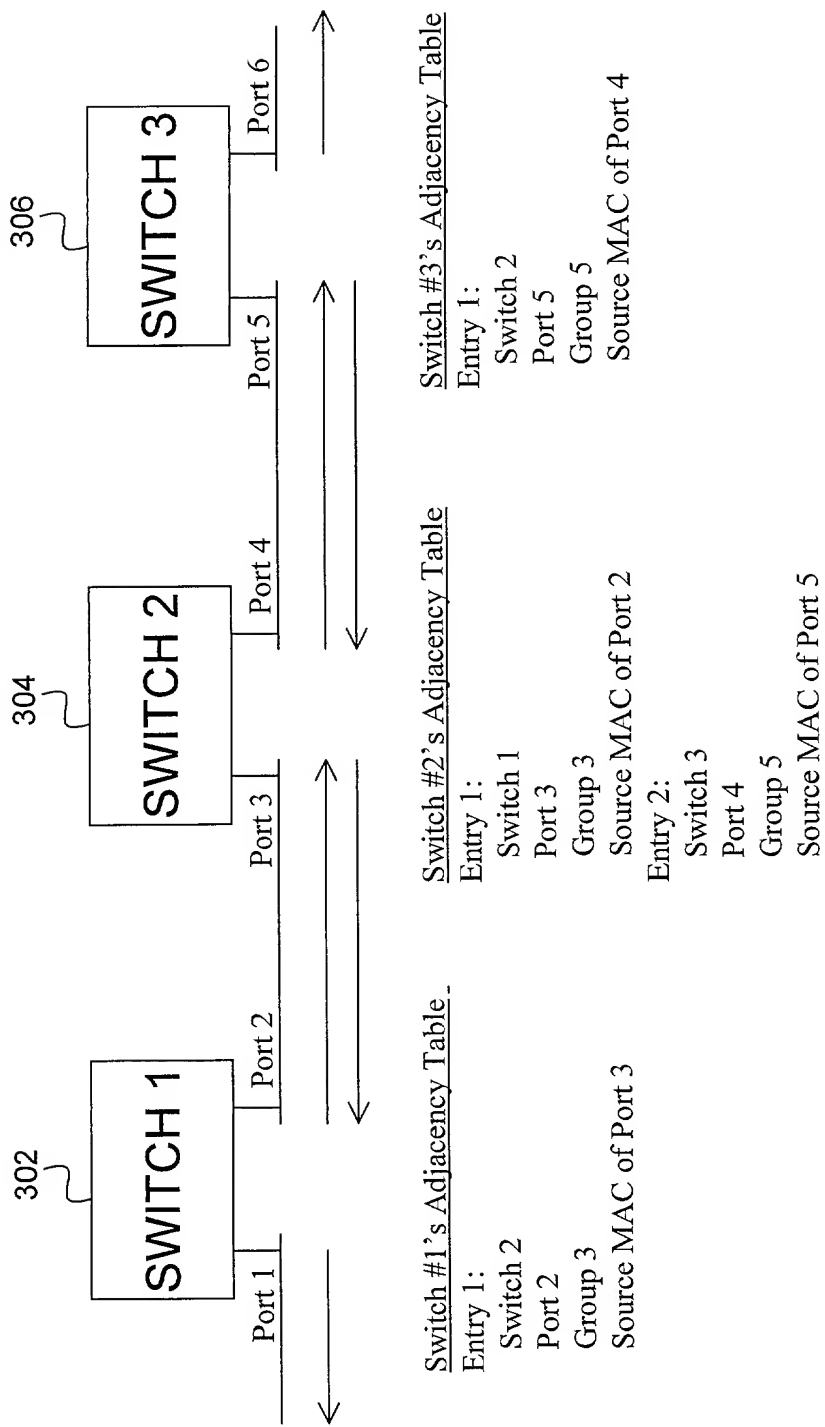 302
304
306
SWITCH 1
SWITCH 2
SWITCH 3
Port 1
Port 2
Port 3
Port 4
Port 5
Port 6
Switch #1's Adjacency Table
Entry 1:
Switch 2
Port 2
Group 3
Source MAC of Port 3
Switch #2's Adjacency Table
Entry 1:
Switch 1
Port 3
Group 3
Source MAC of Port 2
Entry 2:
Switch 3
Port 4
Group 5
Source MAC of Port 5
Switch #3's Adjacency Table
Entry 1:
Switch 2
Port 5
Group 5
Source MAC of Port 4